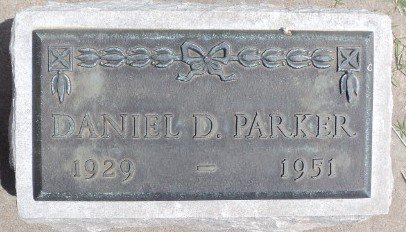 DANIEL D. PARKER
1929 – 1951